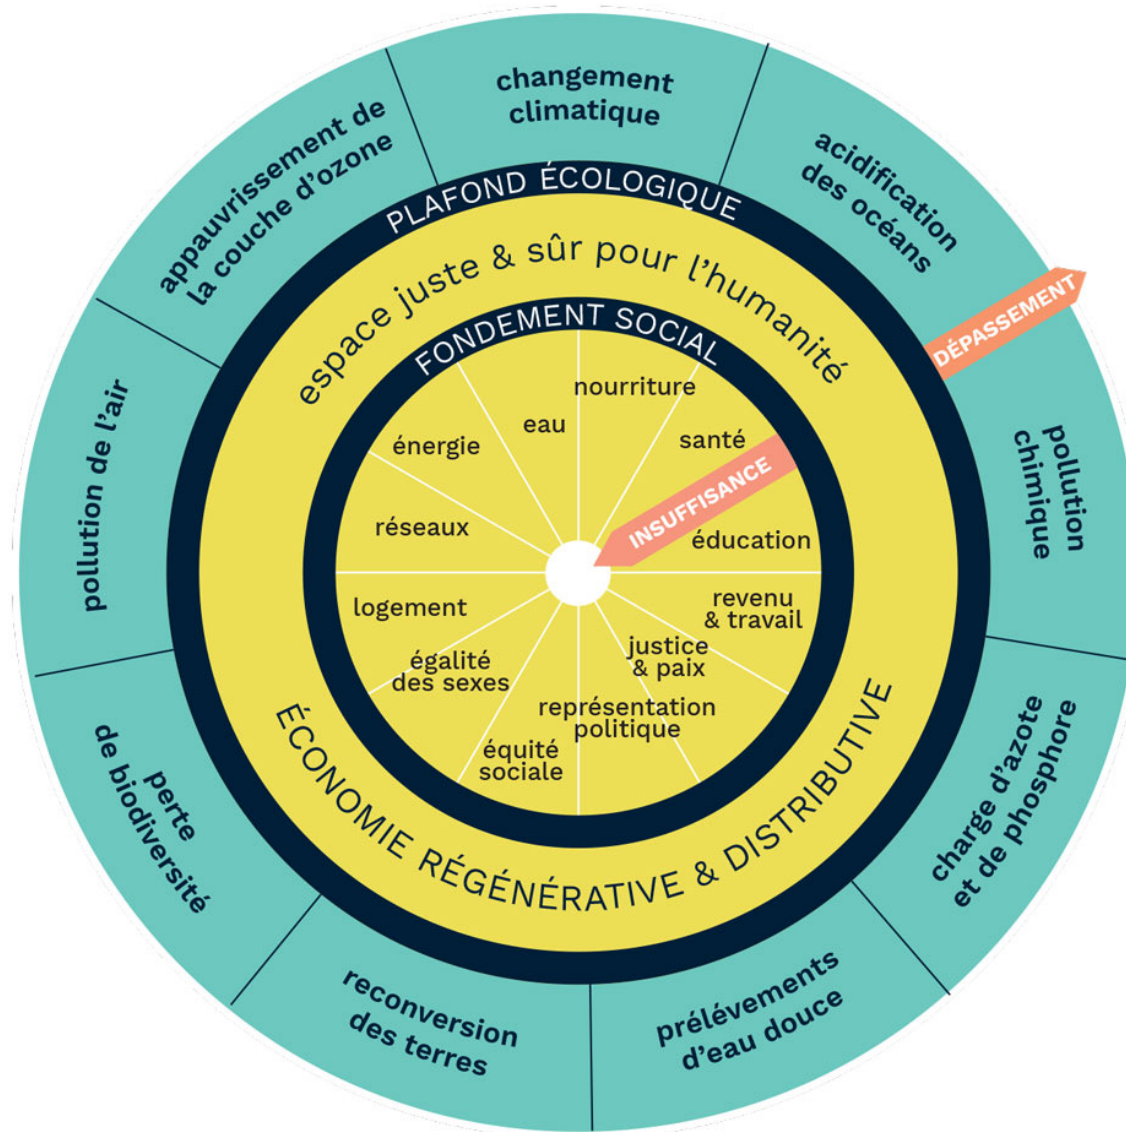 changement
climatique
acidification
des océans
DÉPASSEMENT
pollution
chimique
charge d'azote
et de phosphore
prélévements
d'eau douce
reconversion
des terres
perte
de biodiversité
pollution de l'air
appauvrissement de
la couche d'ozone
PLAFOND ÉCOLOGIQUE
espace juste & sûr pour l'humanité
FONDEMENT SOCIAL
nourriture
santé
INSUFFISANCE
éducation
revenu
& travail
justice
& paix
représentation
politique
équité
sociale
égalité
des sexes
logement
réseaux
énergie
eau
ÉCONOMIE RÉGÉNÉRATIVE & DISTRIBUTIVE